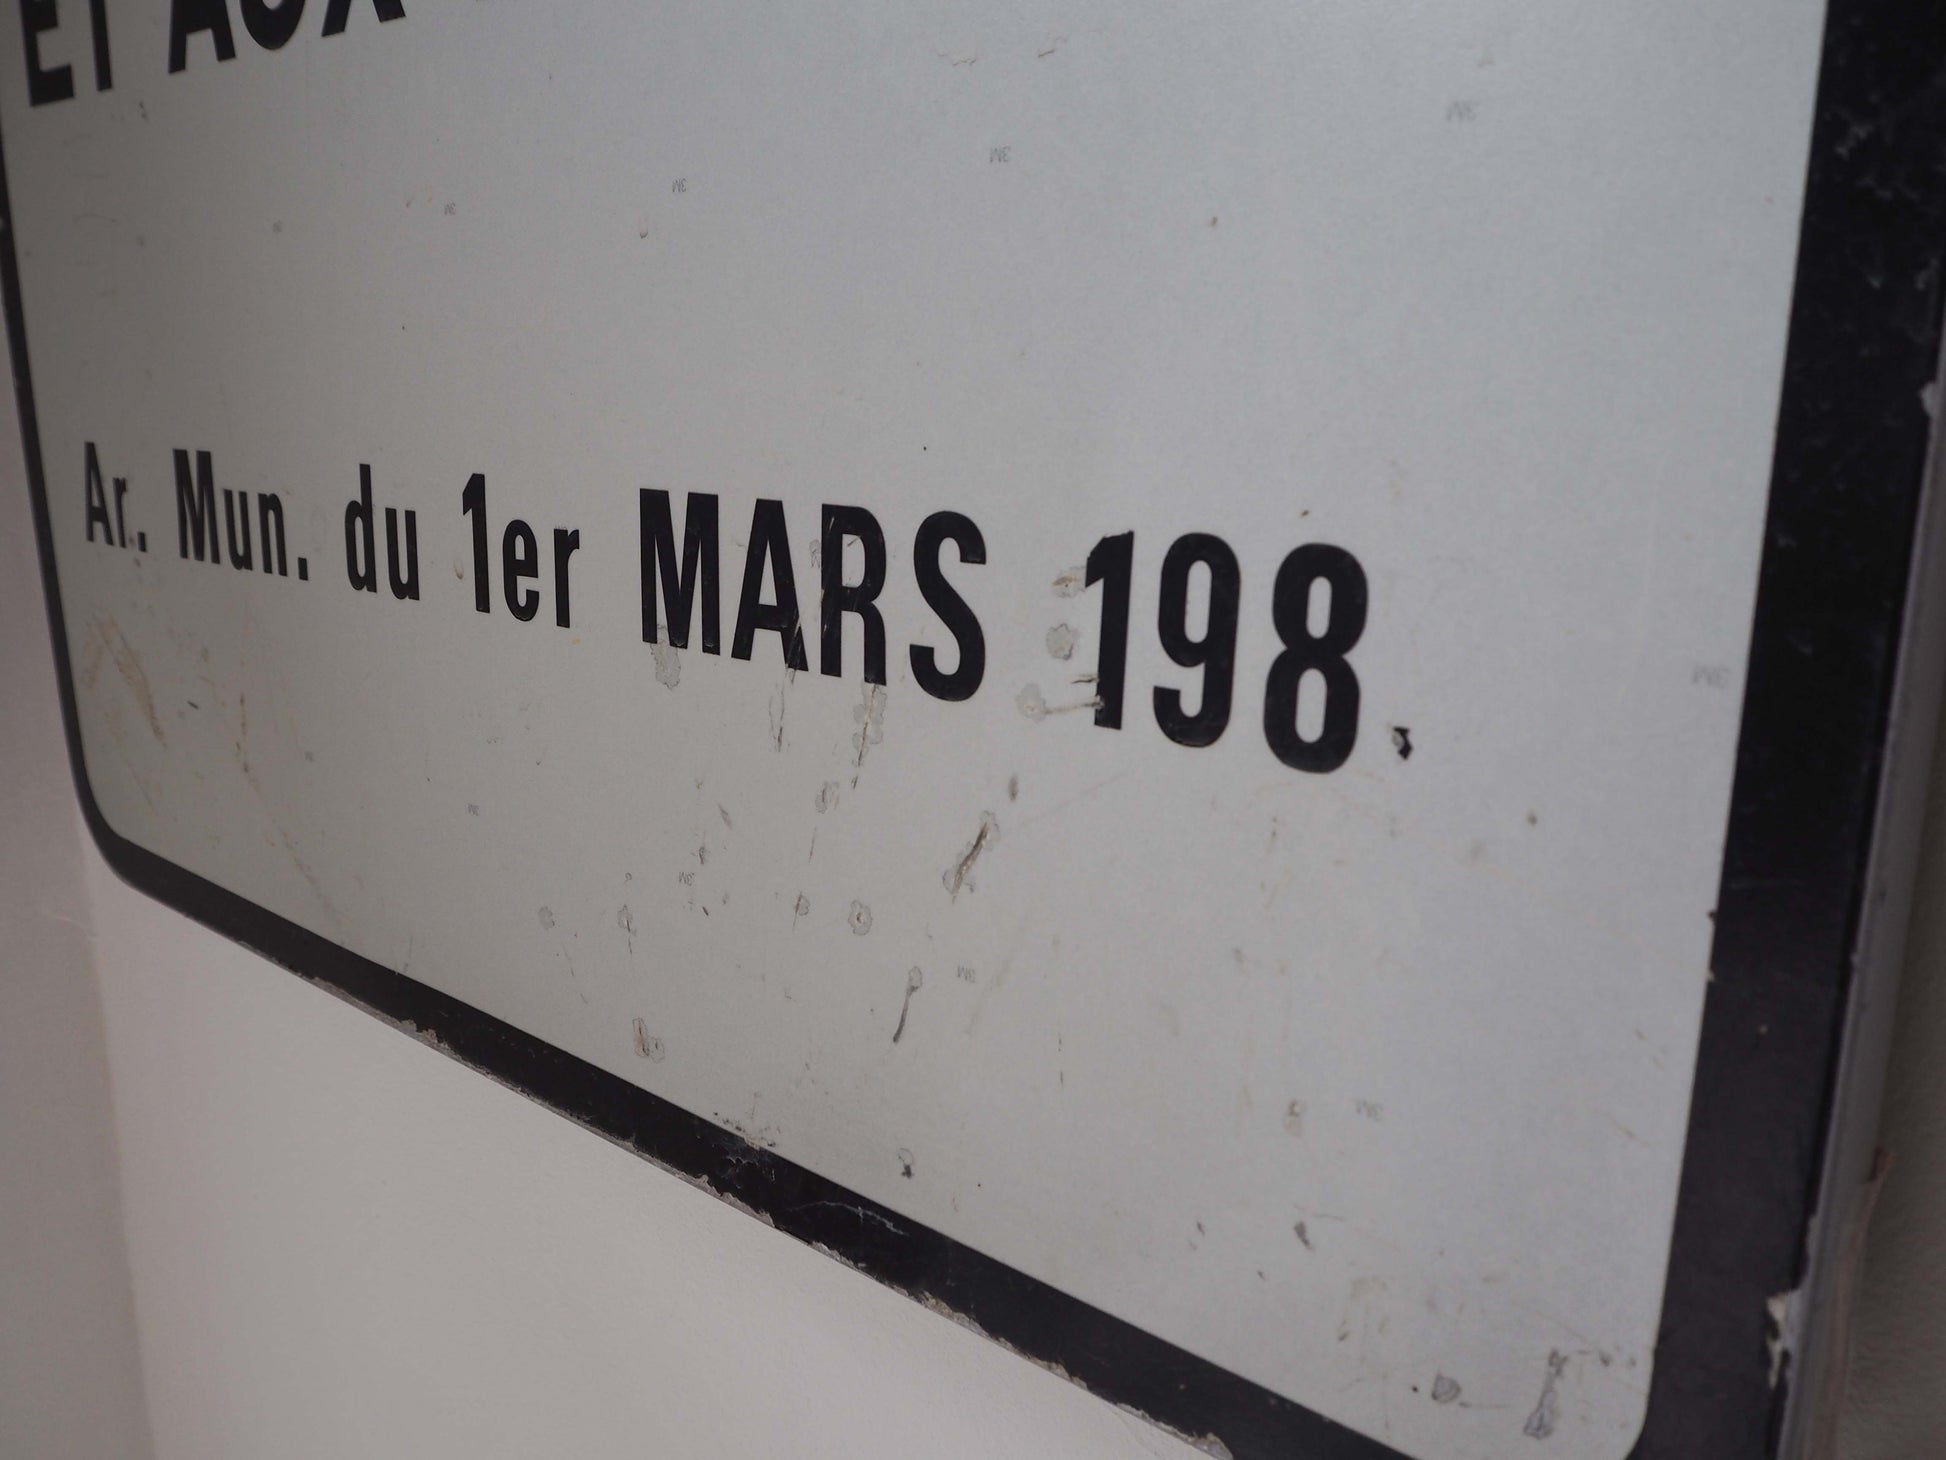 ET AUX
Ar. Mun. du 1er MARS 198